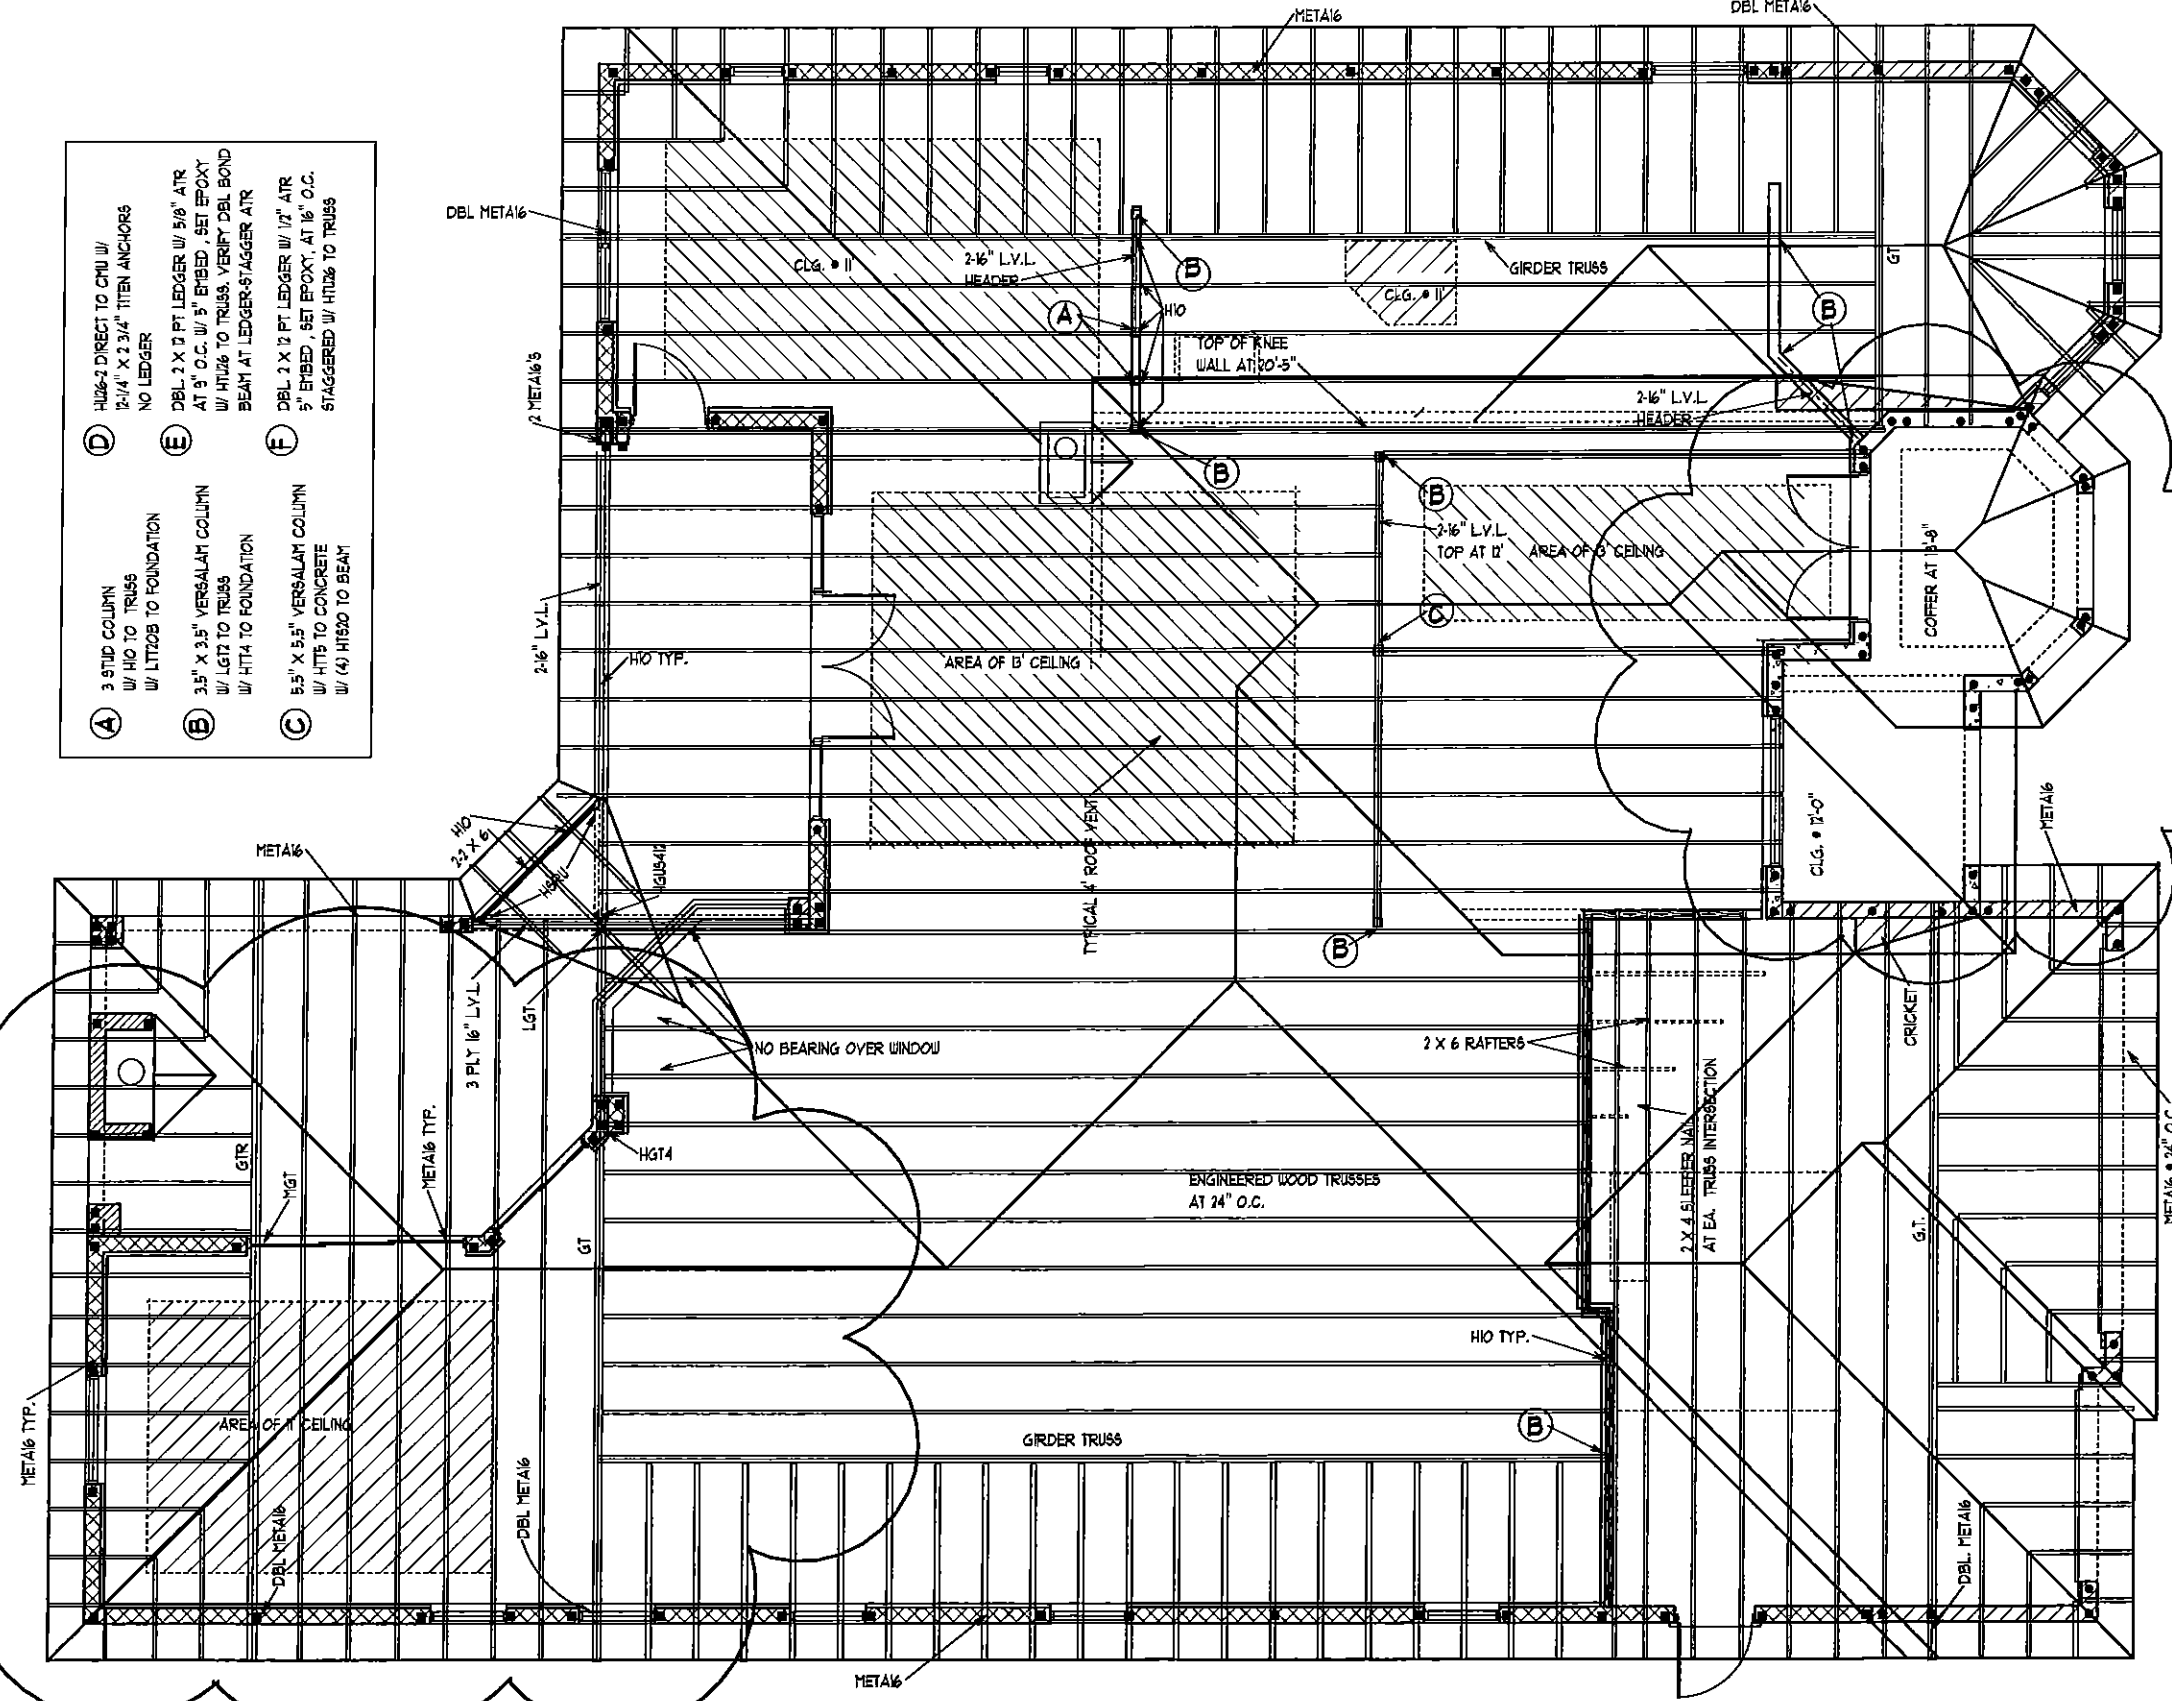 META16
DBL META16
A
3 STUD COLUMN
W/ H10 TO TRUSS
W/ LTT20B TO FOUNDATION
B
3.5" X 3.5" VERSALAM COLUMN
W/ LGT2 TO TRUSS
W/ HTT4 TO FOUNDATION
C
5.5" X 5.5" VERSALAM COLUMN
W/ HTT5 TO CONCRETE
W/ (4) HTS20 TO BEAM
D
HU26-2 DIRECT TO CMU W/
12-1/4" X 2 3/4" TITEN ANCHORS
NO LEDGER
E
DBL 2 X 12 PT LEDGER W/ 5/8" ATR
AT 9" O.C. W/ 5" EMBED, SET EPOXY
W/ HTU26 TO TRUSS. VERIFY DBL BOND
BEAM AT LEDGER-STAGGER ATR
F
DBL 2 X 12 PT LEDGER W/ 1/2" ATR
5" EMBED, SET EPOXY, AT 16" O.C.
STAGGERED W/ HTU26 TO TRUSS
DBL META16
CLG. @ 11'
2-16" L.V.L.
HEADER
B
GIRDER TRUSS
GT
CLG. @ 11'
A
H10
B
TOP OF KNEE
WALL AT 20'-5"
2 META16'S
2-16" L.V.L.
HEADER
B
B
2-16" L.V.L.
TOP AT 12'
AREA OF 13' CEILING
COFFER AT 13'-8"
C
2-16" L.V.L.
H10 TYP.
AREA OF 13' CEILING
TYPICAL 4' ROOF VENT
CLG. @ 12'-0"
META16
META16
H10
2-2 X 6
HGUS412
B
3 PLY 16" L.V.L.
LGT
CRICKET
NO BEARING OVER WINDOW
2 X 6 RAFTERS
META16 TYP.
GTR
MGT
HGT4
ENGINEERED WOOD TRUSSES
AT 24" O.C.
2 X 4 SLEEPER NAIL
AT EA. TRUSS INTERSECTION
META16 @ 24" O.C.
GT
G.T.
H10 TYP.
META16 TYP.
AREA OF 11' CEILING
GIRDER TRUSS
B
DBL META16
DBL META16
DBL. META16
META16